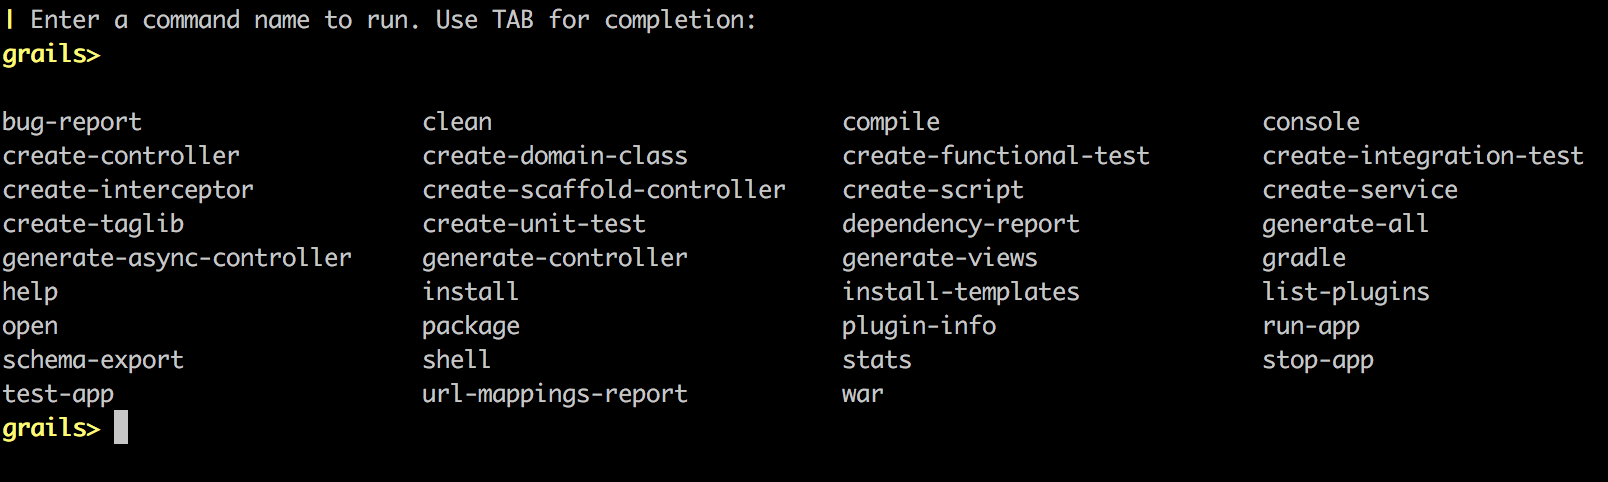 | Enter a command name to run. Use TAB for completion:
grails>
bug-report clean compile console
create-controller create-domain-class create-functional-test create-integration-test
create-interceptor create-scaffold-controller create-script create-service
create-taglib create-unit-test dependency-report generate-all
generate-async-controller generate-controller generate-views gradle
help install install-templates list-plugins
open package plugin-info run-app
schema-export shell stats stop-app
test-app url-mappings-report war
grails>